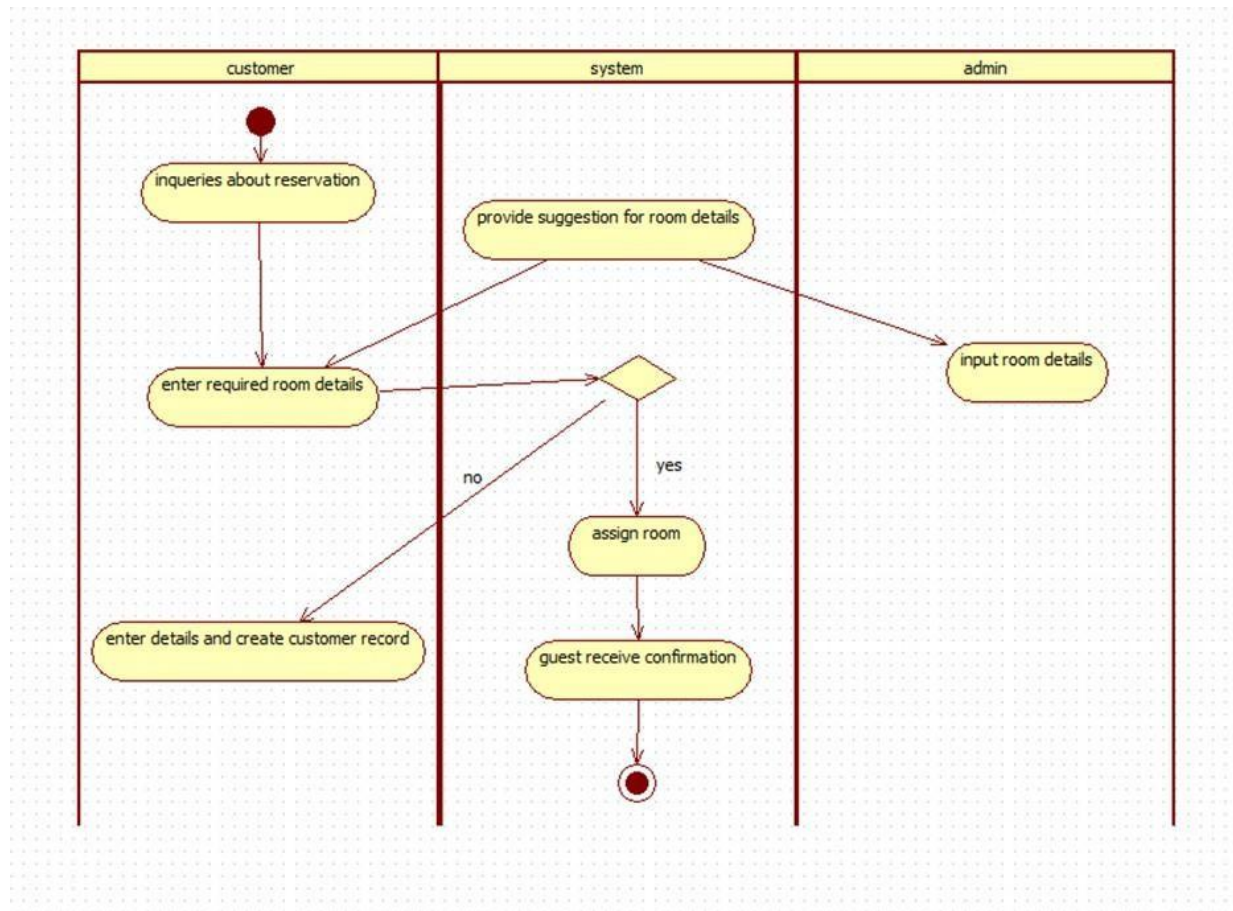 customer
system
admin
inqueries about reservation
provide suggestion for room details
input room details
enter required room details
no
yes
assign room
enter details and create customer record
guest receive confirmation